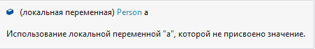 (локальная переменная) Person a
Использование локальной переменной "a", которой не присвоено значение.